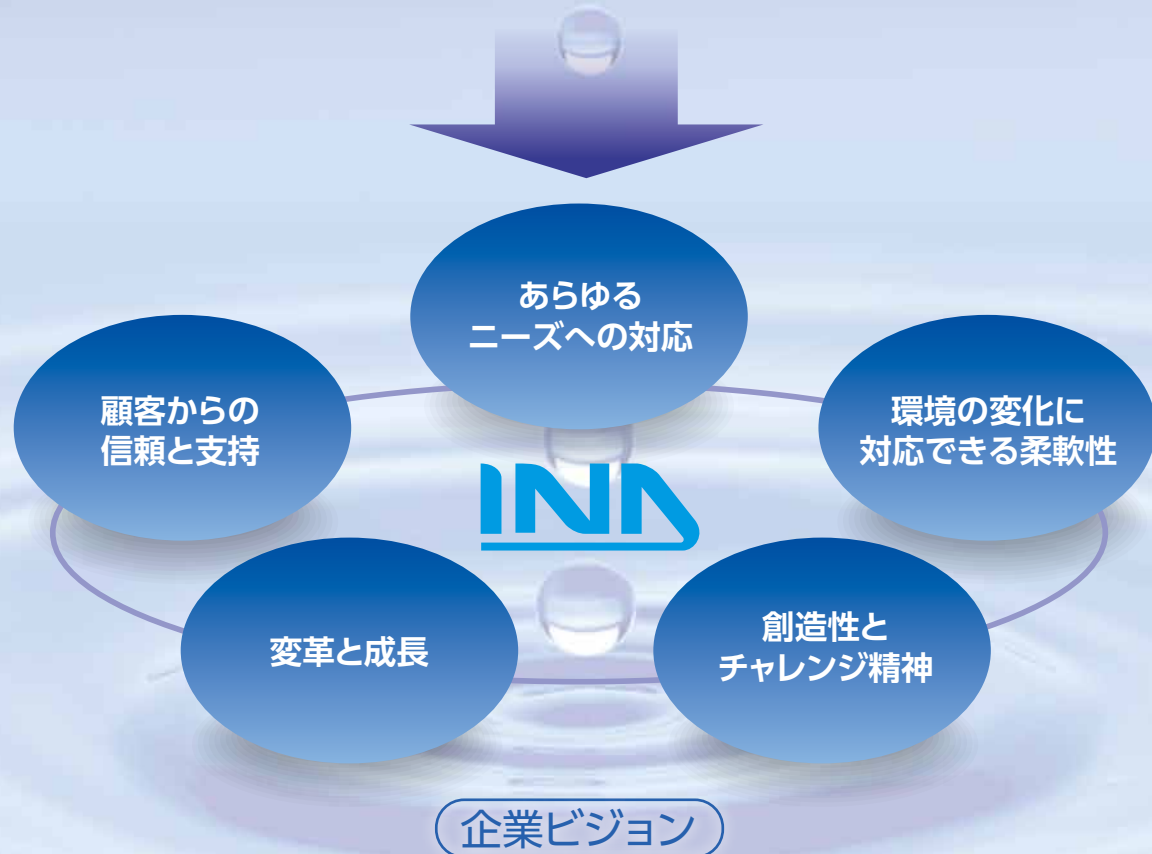 あらゆる
ニーズへの対応
顧客からの
信頼と支持
環境の変化に
対応できる柔軟性
INA
変革と成長
創造性と
チャレンジ精神
企業ビジョン